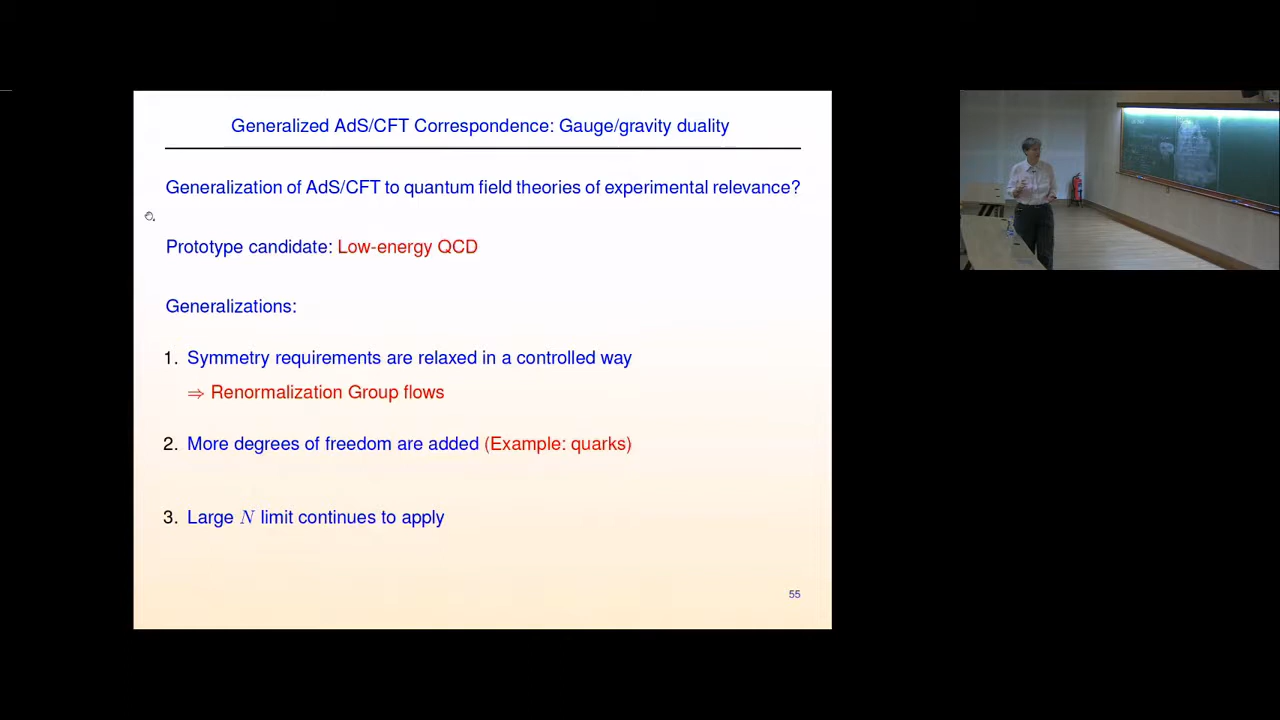 Generalized AdS/CFT Correspondence: Gauge/gravity duality
Generalization of AdS/CFT to quantum field theories of experimental relevance?
Prototype candidate: Low-energy QCD
Generalizations:
1. Symmetry requirements are relaxed in a controlled way
⇒ Renormalization Group flows
2. More degrees of freedom are added (Example: quarks)
3. Large N limit continues to apply
55